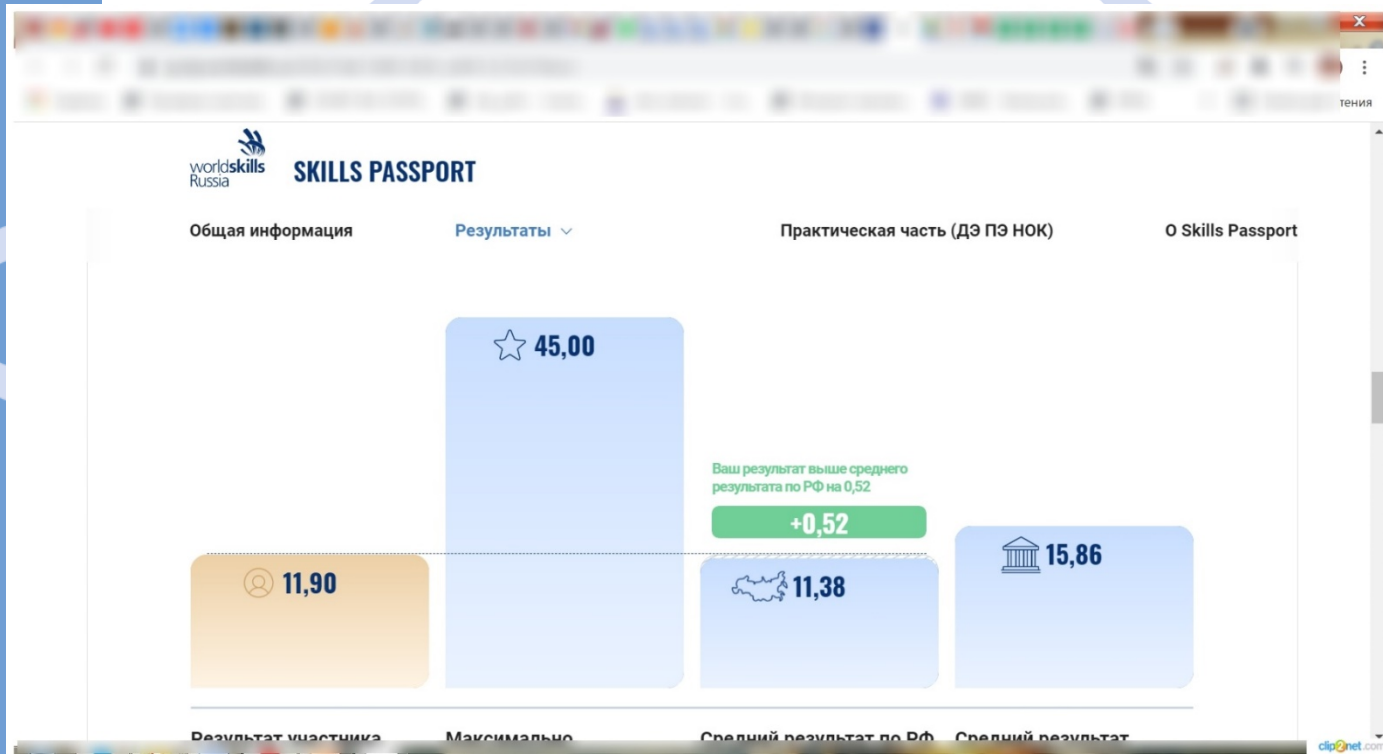 тения
worldskills
Russia
SKILLS PASSPORT
Общая информация
Результаты
Практическая часть (ДЭ ПЭ НОК)
О Skills Passport
45,00
Ваш результат выше среднего
результата по РФ на 0,52
+0,52
11,90
11,38
15,86
Результат участника
Максимально
Средний результат по РФ
Средний результат
clip2net.com